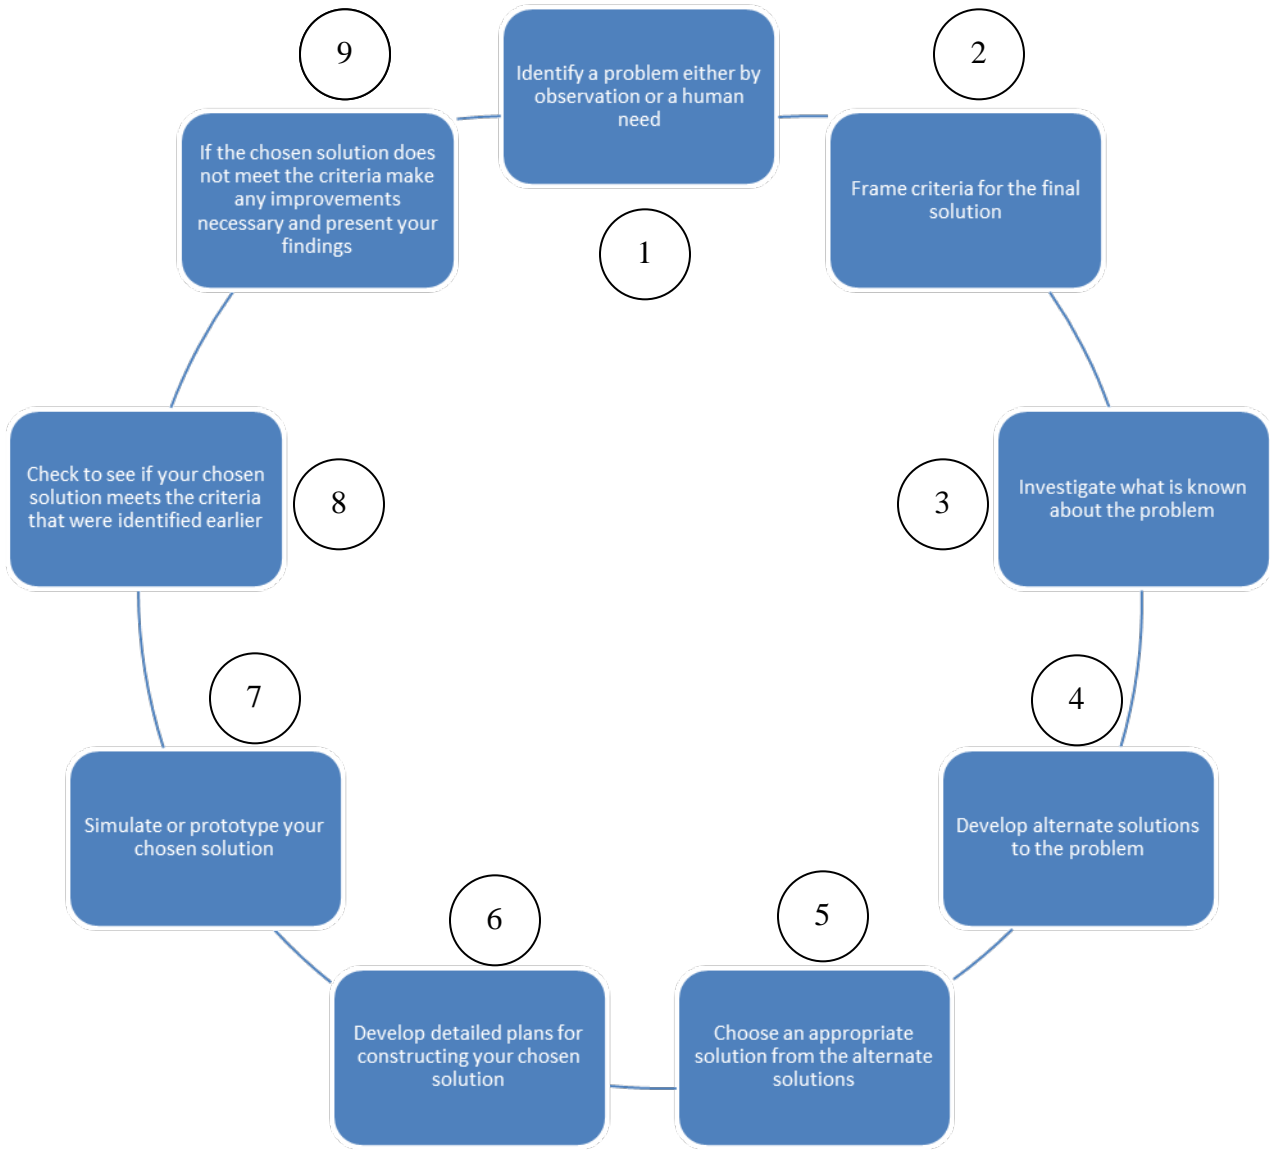 1
Identify a problem either by
observation or a human
need
2
Frame criteria for the final
solution
3
Investigate what is known
about the problem
4
Develop alternate solutions
to the problem
5
Choose an appropriate
solution from the alternate
solutions
6
Develop detailed plans for
constructing your chosen
solution
7
Simulate or prototype your
chosen solution
8
Check to see if your chosen
solution meets the criteria
that were identified earlier
9
If the chosen solution does
not meet the criteria make
any improvements
necessary and present your
findings